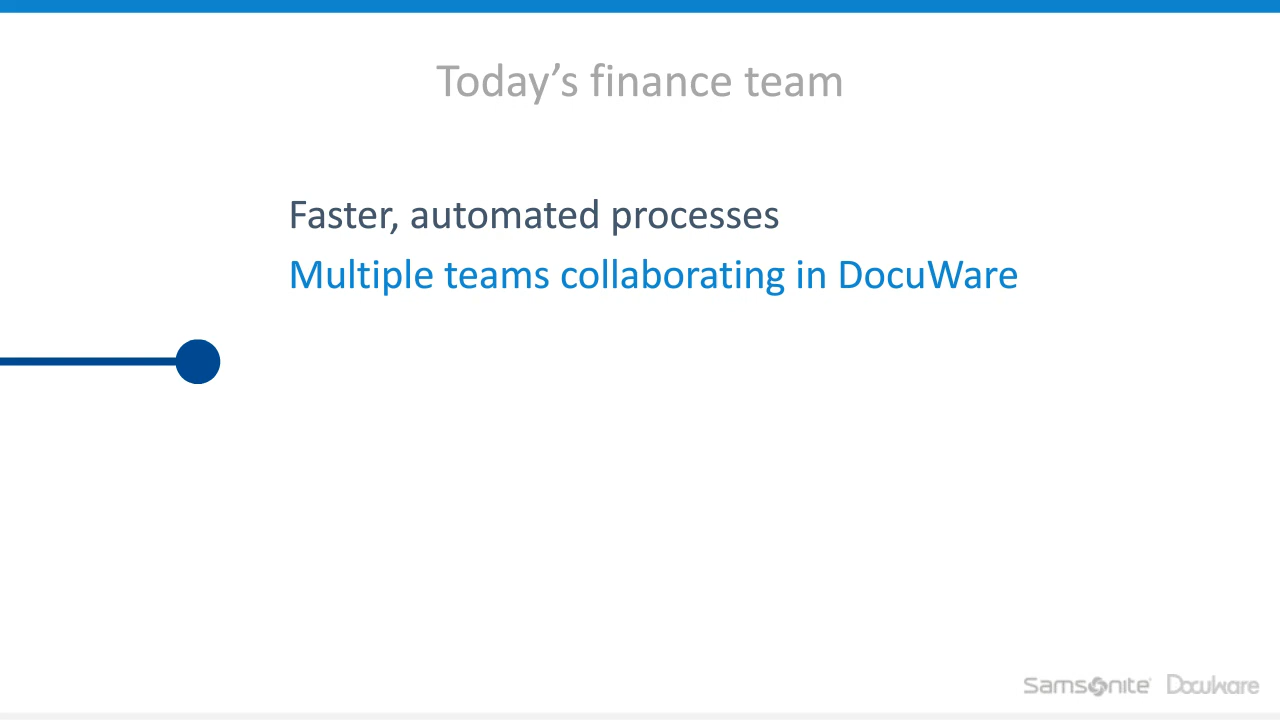 Today’s finance team
Faster, automated processes
Multiple teams collaborating in DocuWare
Samsonite DocuWare